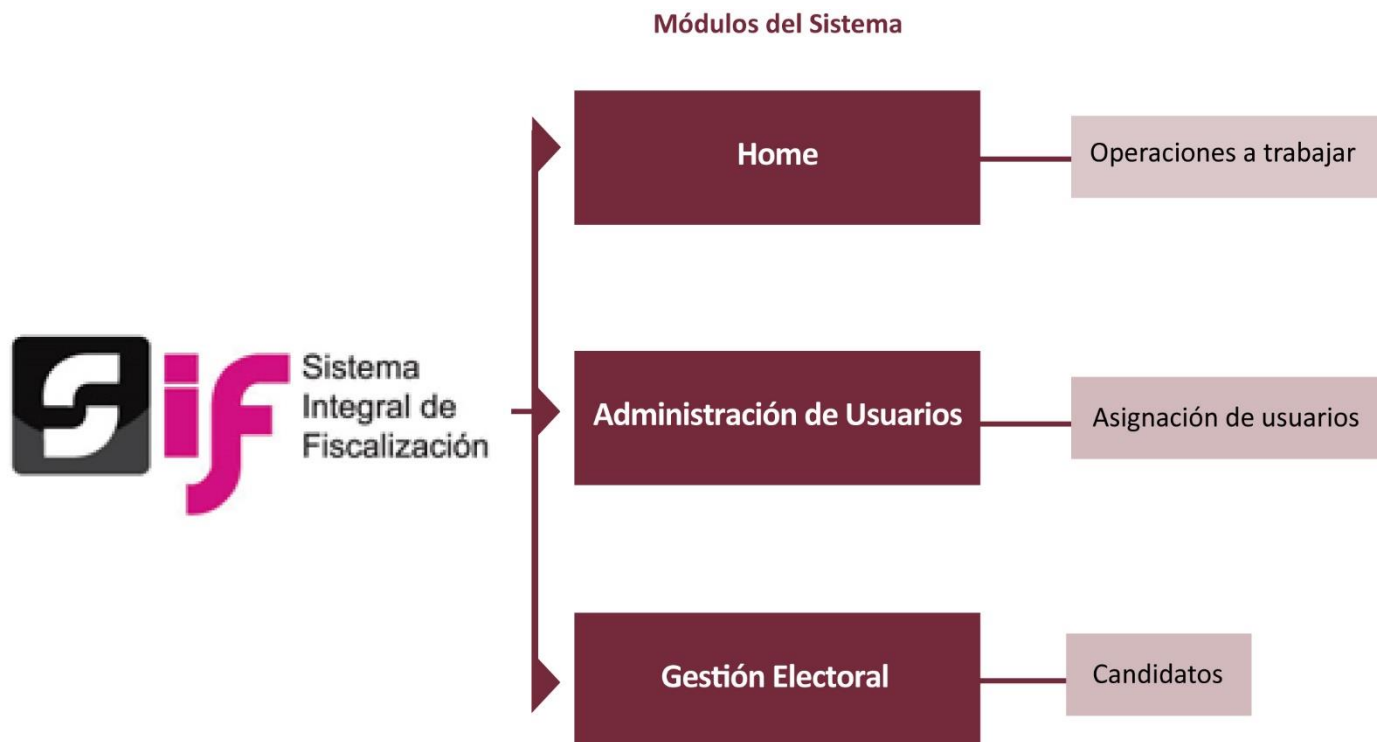 Módulos del Sistema
Home
Operaciones a trabajar
Sif
Sistema
Integral de
Fiscalización
Administración de Usuarios
Asignación de usuarios
Gestión Electoral
Candidatos